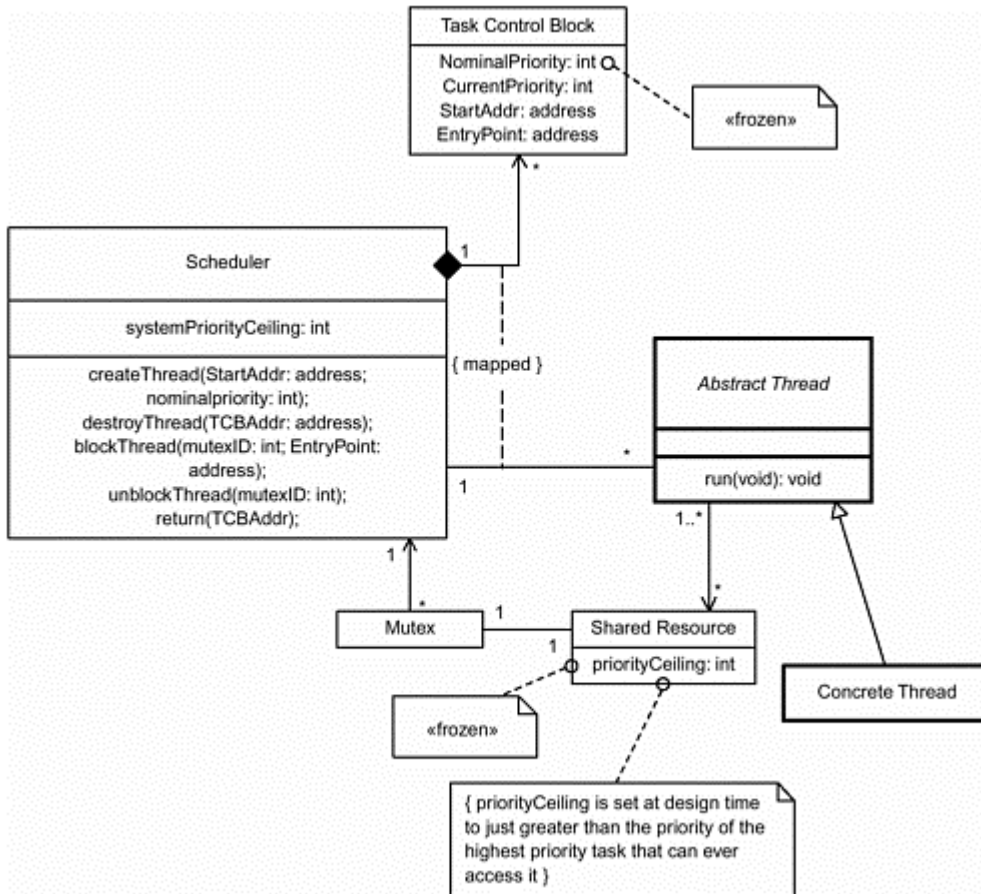 Task Control Block
NominalPriority: int
CurrentPriority: int
StartAddr: address
EntryPoint: address
«frozen»
*
Scheduler
1
systemPriorityCeiling: int
{ mapped }
createThread(StartAddr: address;
nominalpriority: int);
destroyThread(TCBAddr: address);
blockThread(mutexID: int; EntryPoint:
address);
unblockThread(mutexID: int);
return(TCBAddr);
Abstract Thread
run(void): void
*
1
1..*
*
1
*
Mutex
1
1
Shared Resource
priorityCeiling: int
Concrete Thread
«frozen»
{ priorityCeiling is set at design time
to just greater than the priority of the
highest priority task that can ever
access it }